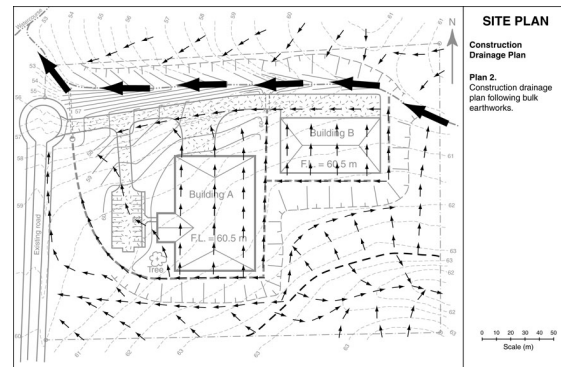 SITE PLAN
Construction
Drainage Plan
Plan 2.
Construction drainage
plan following bulk
earthworks.
N
Building B
F.L. = 60.5 m
Building A
F.L. = 60.5 m
Tree
Existing road
0 10 20 30 40 50
Scale (m)